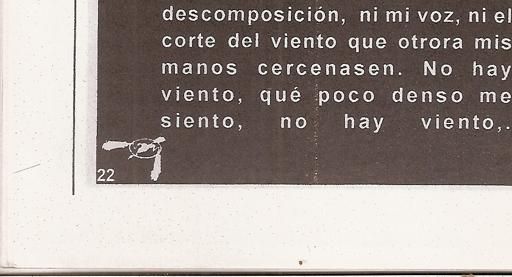 descomposición, ni mi voz, ni el
corte del viento que otrora mis
manos cercenasen. No hay
viento, qué poco denso me
siento, no hay viento,.
22